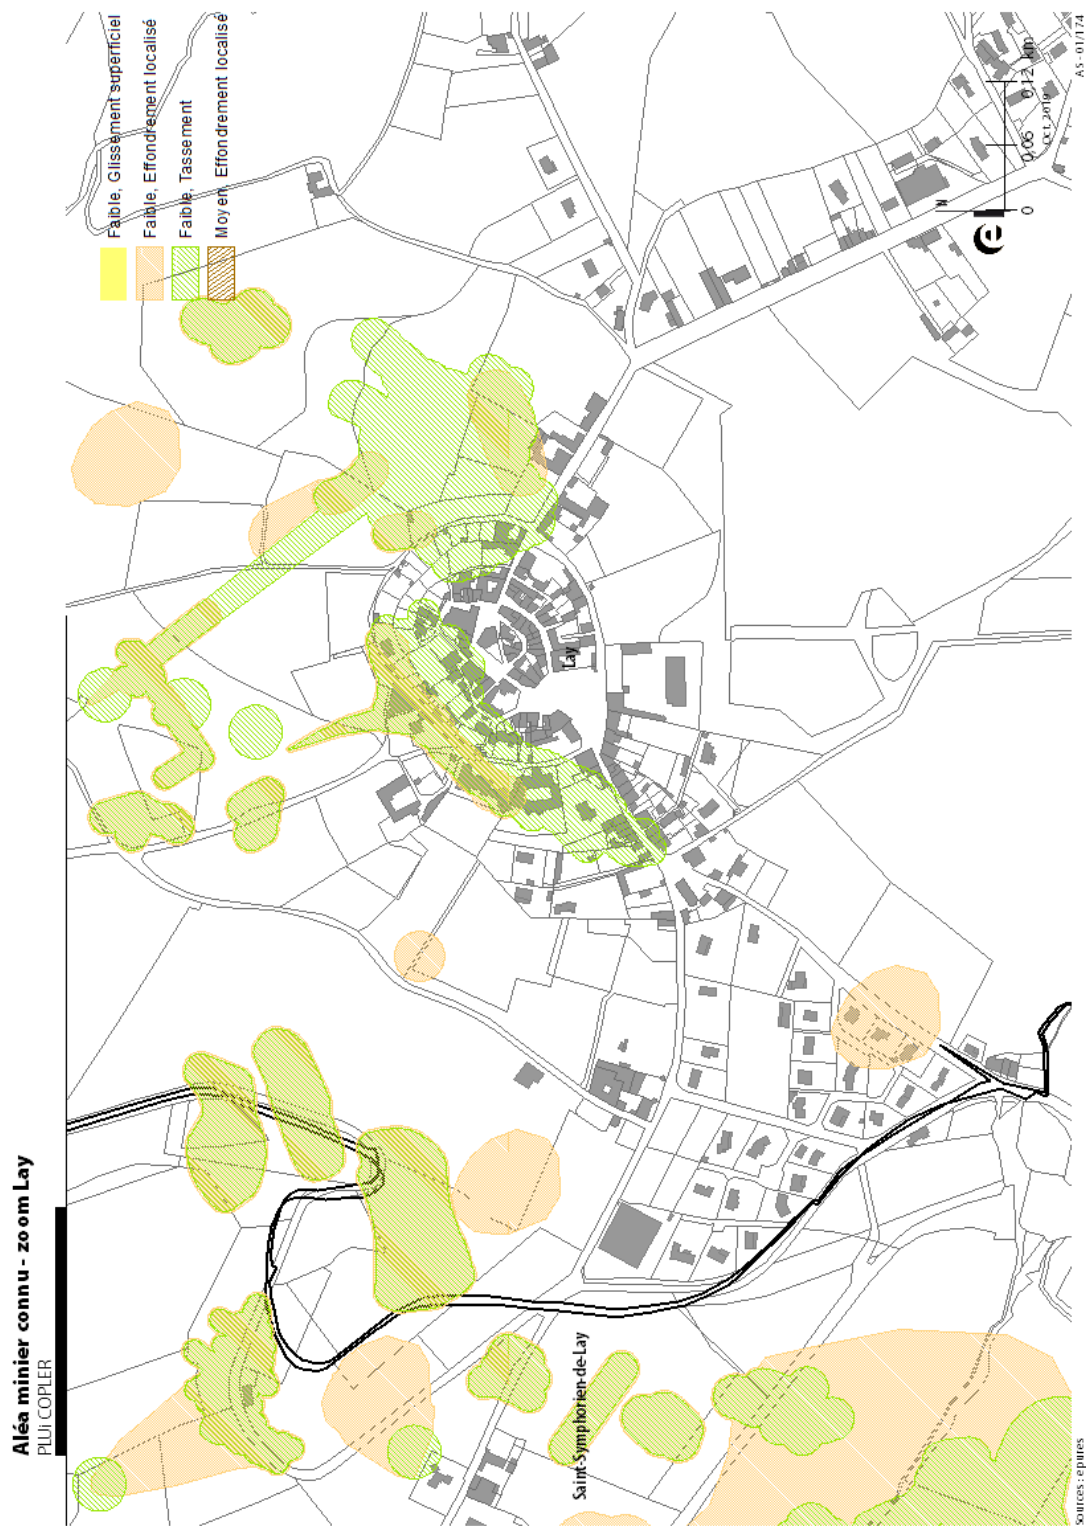 Aléa minier connu - zoom Lay
PLUi COPLER
Faible, Glissement superficiel
Faible, Effondrement localisé
Faible, Tassement
Moyen, Effondrement localisé
Lay
Saint-Symphorien-de-Lay
N
e
0 0,06 0,12 km
Oct. 2019
Sources : epures
AS - 01/174